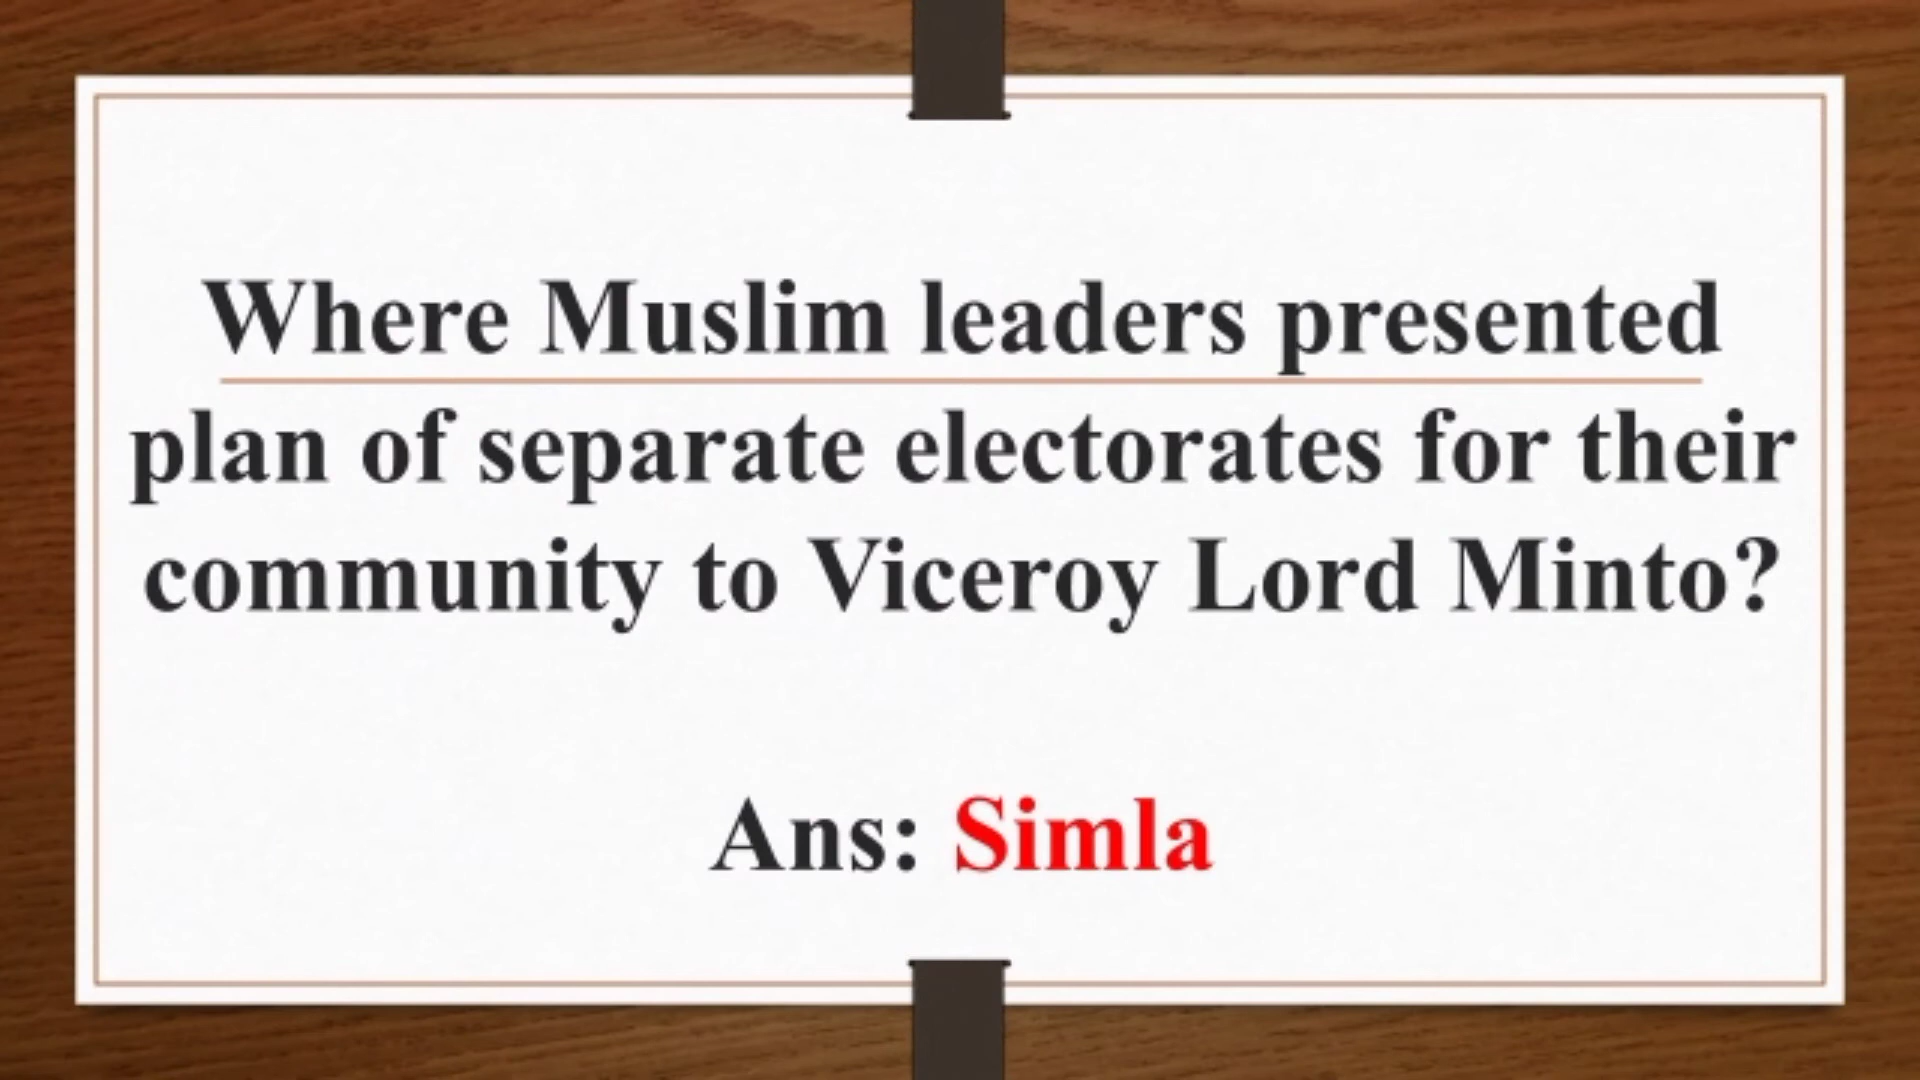 Where Muslim leaders presented
plan of separate electorates for their
community to Viceroy Lord Minto?
Ans: Simla